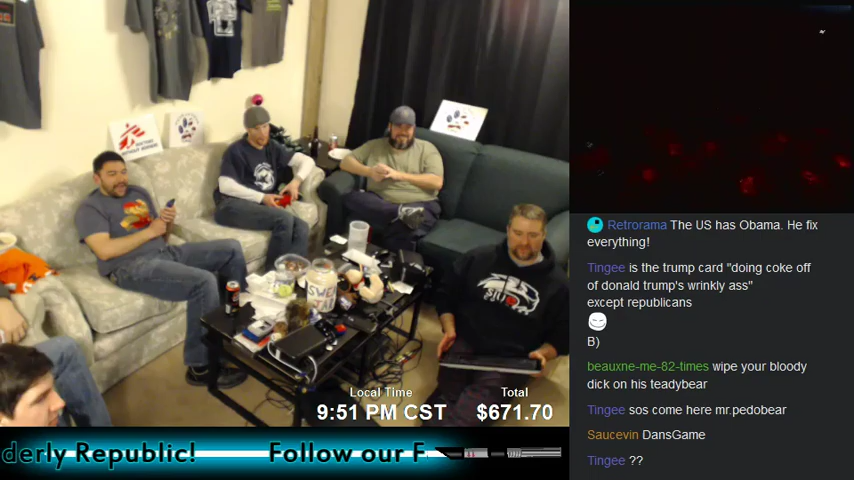 Retrorama The US has Obama. He fix
everything!
Tingee is the trump card "doing coke off
of donald trump's wrinkly ass"
except republicans
B)
beauxne-me-82-times wipe your bloody
dick on his teadybear
Tingee sos come here mr.pedobear
Saucevin DansGame
Tingee ??
Local Time
Total
9:51 PM CST
$671.70
derly Republic!
Follow our F